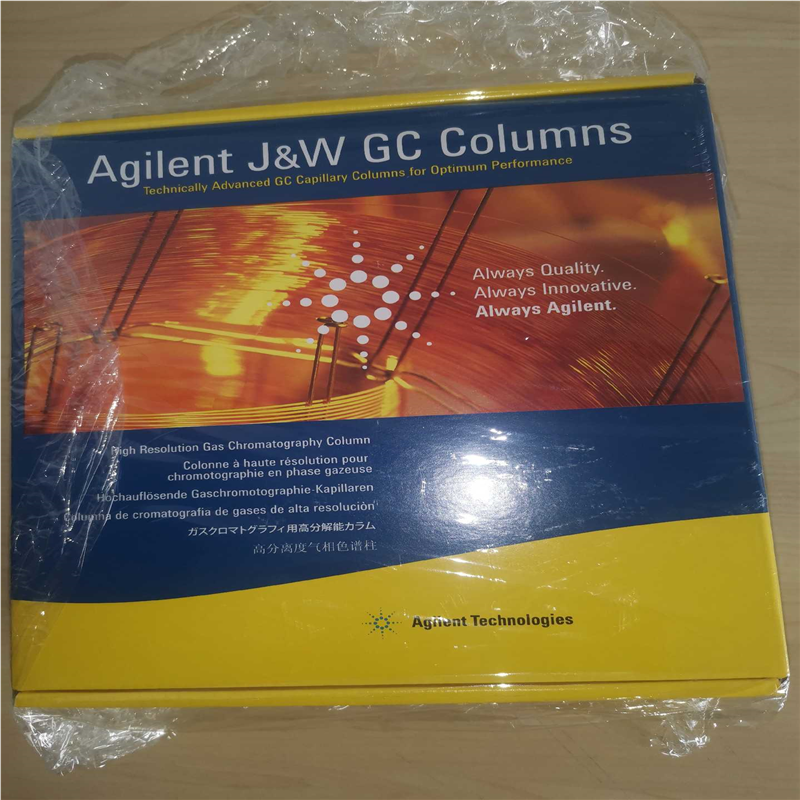 Agilent J&W GC Columns
Technically Advanced GC Capillary Columns for Optimum Performance
Always Quality.
Always Innovative.
Always Agilent.
High Resolution Gas Chromatography Column
Colonne à haute résolution pour
chromotographie en phase gazeuse
Hochauflösende Gaschromotographie-Kapillaren
Columna de cromatografia de gases de alta resolución
ガスクロマトグラフィ用高分解能カラム
高分离度气相色谱柱
Agilent Technologies